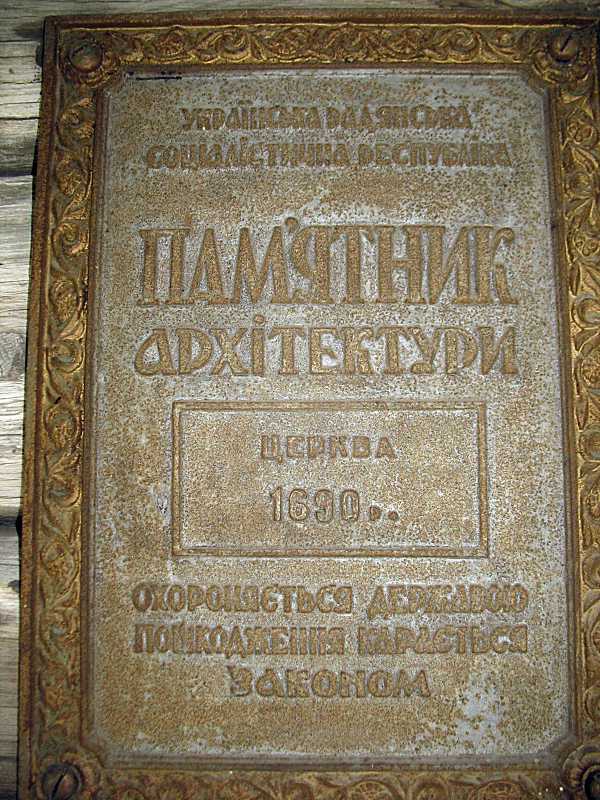 УКРАЇНСЬКА РАДЯНСЬКА
СОЦІАЛІСТИЧНА РЕСПУБЛІКА
ПАМ'ЯТНИК
АРХІТЕКТУРИ
ЦЕРКВА
1690 р.
ОХОРОНЯЄТЬСЯ ДЕРЖАВОЮ
ПОШКОДЖЕННЯ КАРАЄТЬСЯ
ЗАКОНОМ